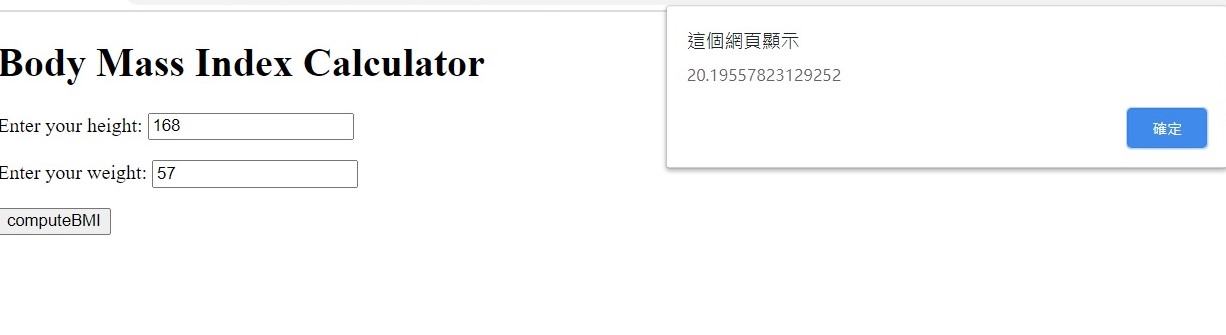 Body Mass Index Calculator
Enter your height: 168
Enter your weight: 57
computeBMI
這個網頁顯示
20.19557823129252
確定